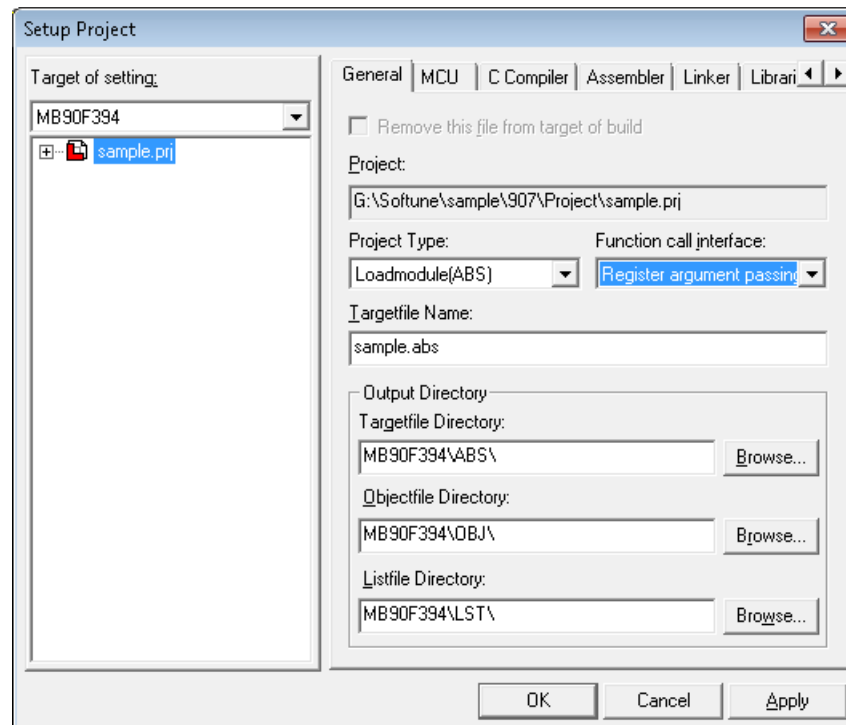 Setup Project
Target of setting:
MB90F394
sample.prj
General MCU C Compiler Assembler Linker Librari
Remove this file from target of build
Project:
G:\Softune\sample\907\Project\sample.prj
Project Type: Function call interface:
Loadmodule(ABS) Register argument passing
Targetfile Name:
sample.abs
Output Directory
Targetfile Directory:
MB90F394\ABS\ Browse...
Objectfile Directory:
MB90F394\OBJ\ Browse...
Listfile Directory:
MB90F394\LST\ Browse...
OK Cancel Apply